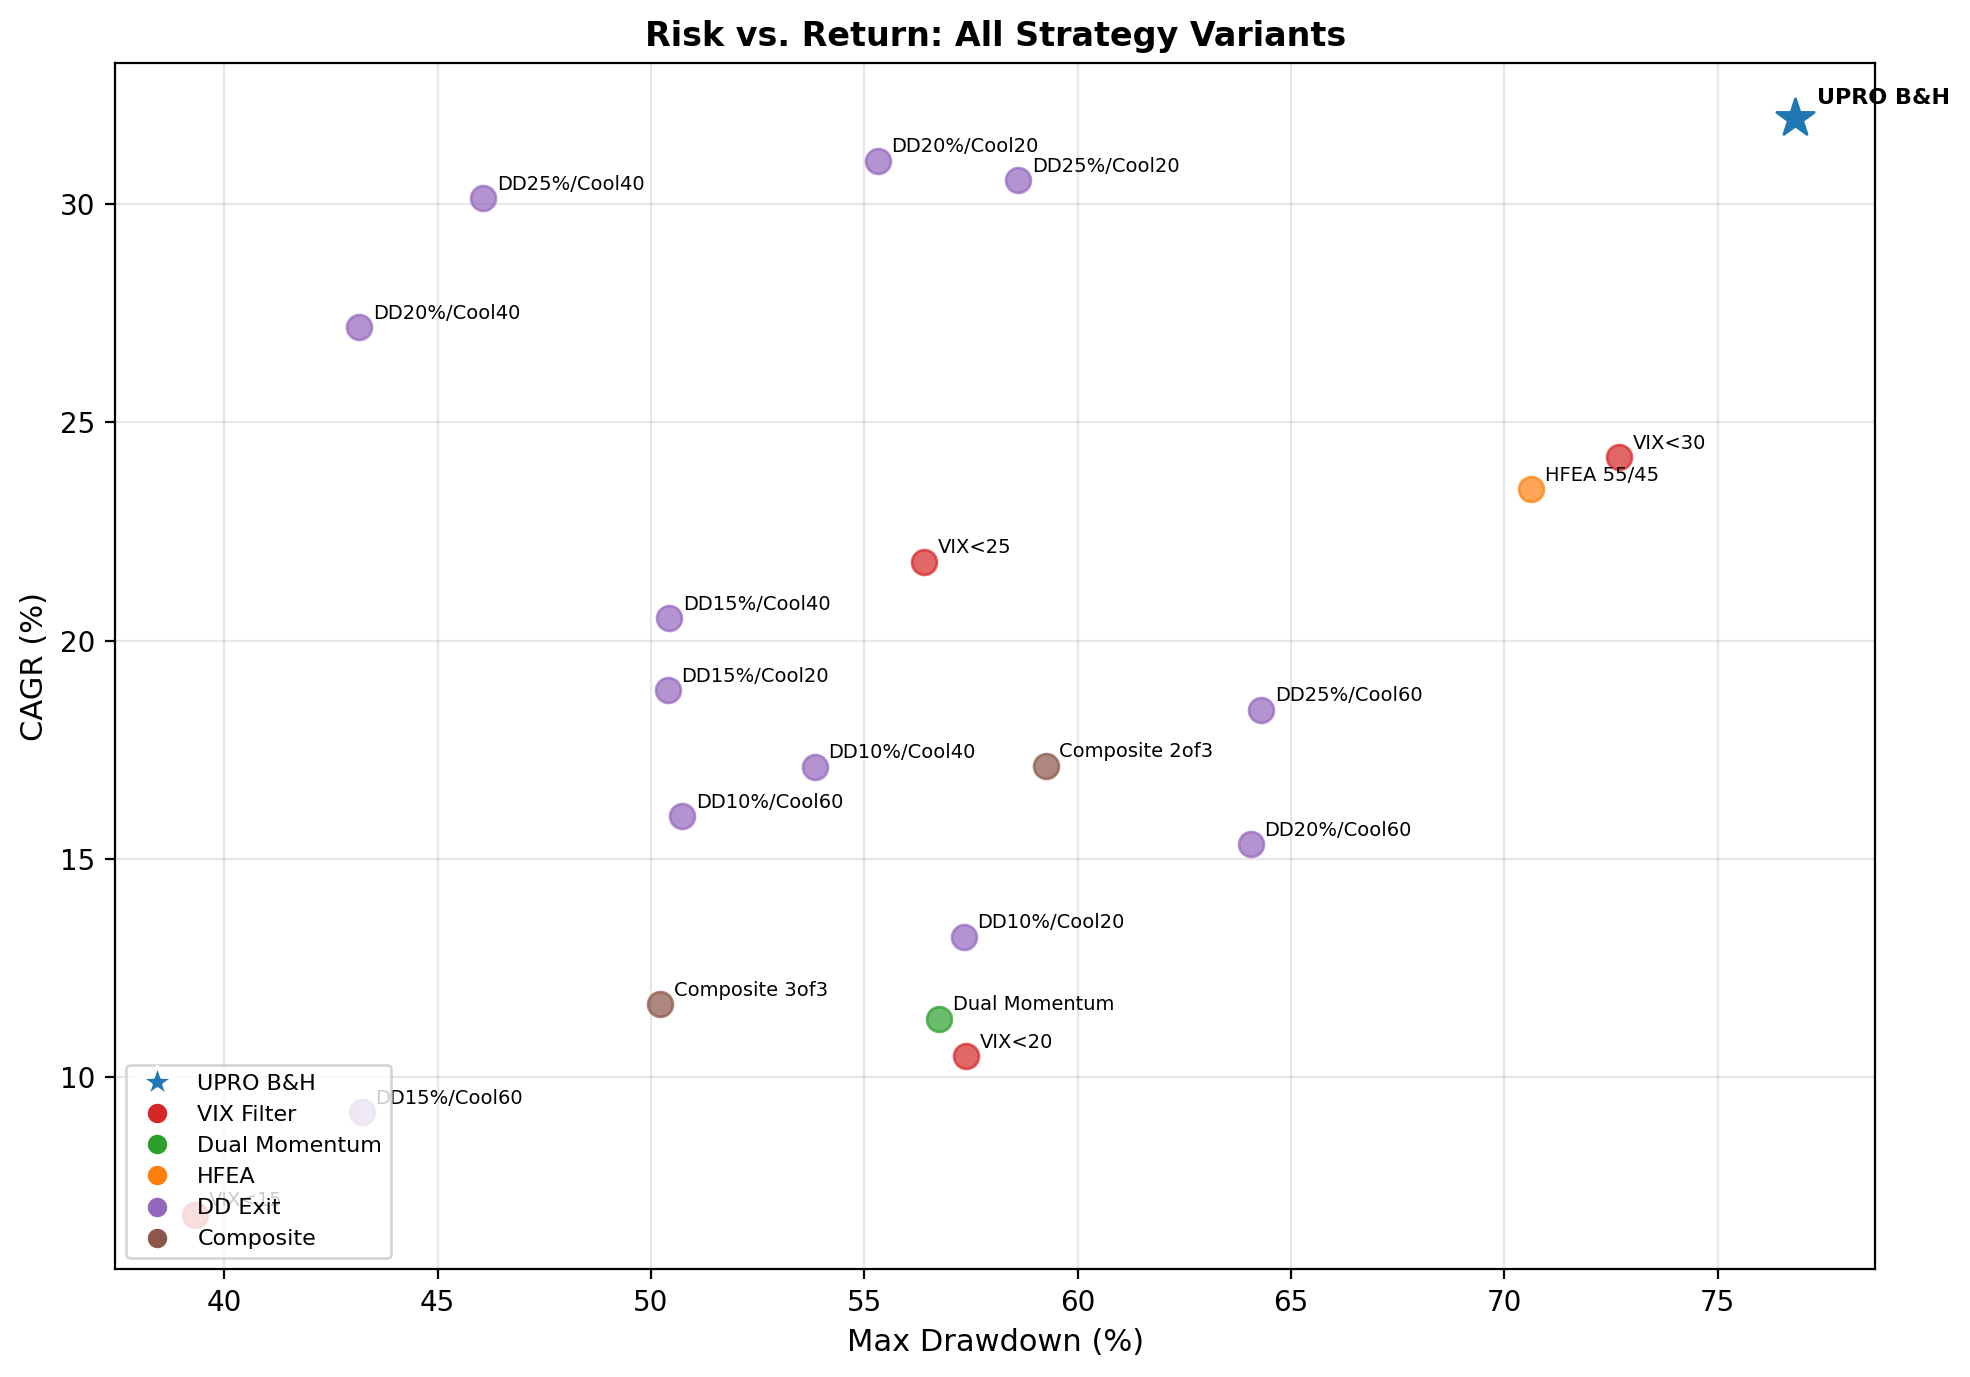 Risk vs. Return: All Strategy Variants
UPRO B&H
DD20%/Cool20
DD25%/Cool20
DD25%/Cool40
30
DD20%/Cool40
25
VIX<30
HFEA 55/45
VIX<25
DD15%/Cool40
20
DD15%/Cool20
DD25%/Cool60
Composite 2of3
DD10%/Cool40
DD10%/Cool60
DD20%/Cool60
15
DD10%/Cool20
Composite 3of3
Dual Momentum
VIX<20
10
DD15%/Cool60
VIX<15
UPRO B&H
VIX Filter
Dual Momentum
HFEA
DD Exit
Composite
CAGR (%)
40 45 50 55 60 65 70 75
Max Drawdown (%)